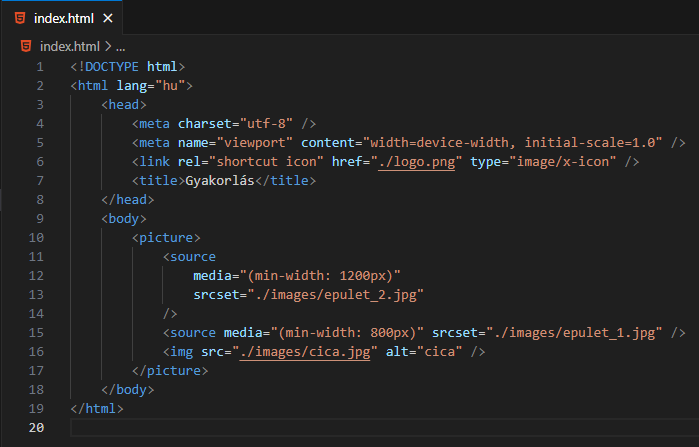 index.html ×
index.html > ...
1 <!DOCTYPE html>
2 <html lang="hu">
3 <head>
4 <meta charset="utf-8" />
5 <meta name="viewport" content="width=device-width, initial-scale=1.0" />
6 <link rel="shortcut icon" href="./logo.png" type="image/x-icon" />
7 <title>Gyakorlás</title>
8 </head>
9 <body>
10 <picture>
11 <source
12 media="(min-width: 1200px)"
13 srcset="./images/epulet_2.jpg"
14 />
15 <source media="(min-width: 800px)" srcset="./images/epulet_1.jpg" />
16 <img src="./images/cica.jpg" alt="cica" />
17 </picture>
18 </body>
19 </html>
20